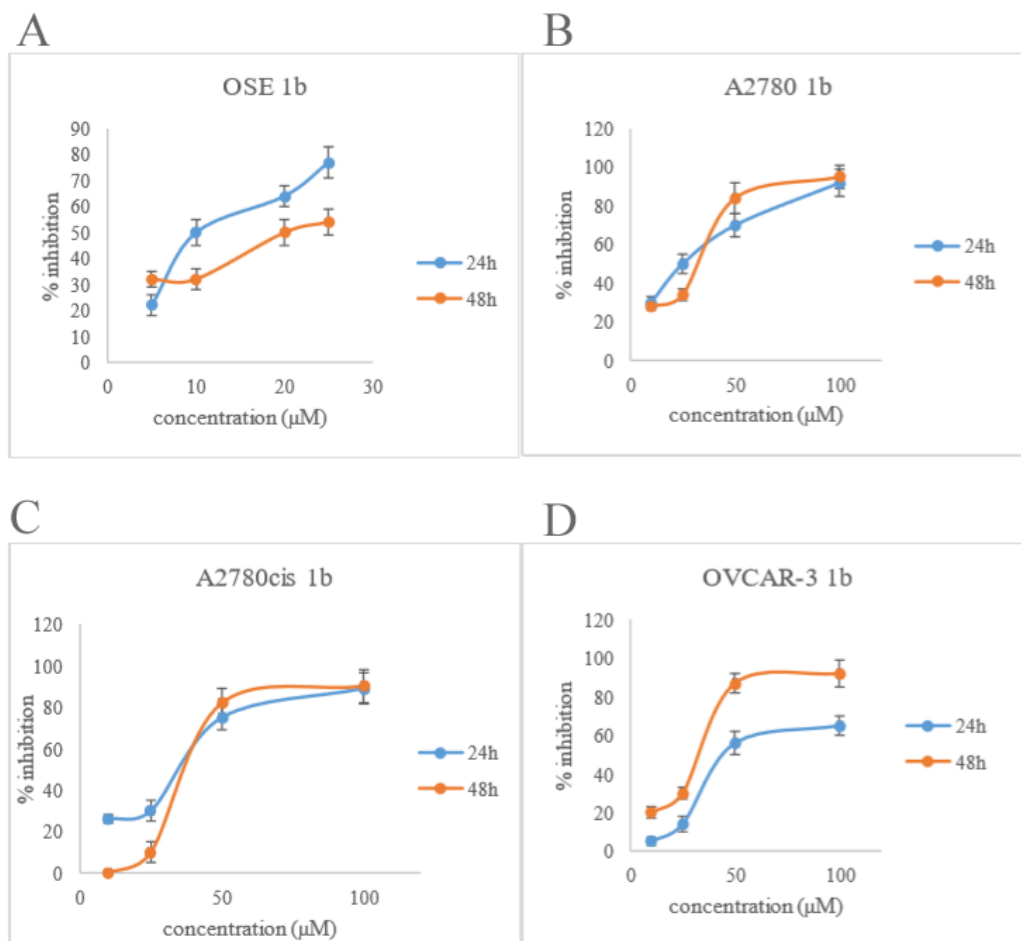 A
OSE 1b
90
80
70
60
50
40
30
20
10
0
% inhibition
0 10 20 30
concentration (µM)
24h
48h
B
A2780 1b
120
100
80
60
40
20
0
% inhibition
0 50 100
concentration (µM)
24h
48h
C
A2780cis 1b
120
100
80
60
40
20
0
% inhibition
0 50 100
concentration (µM)
24h
48h
D
OVCAR-3 1b
120
100
80
60
40
20
0
% inhibition
0 50 100
concentration (µM)
24h
48h